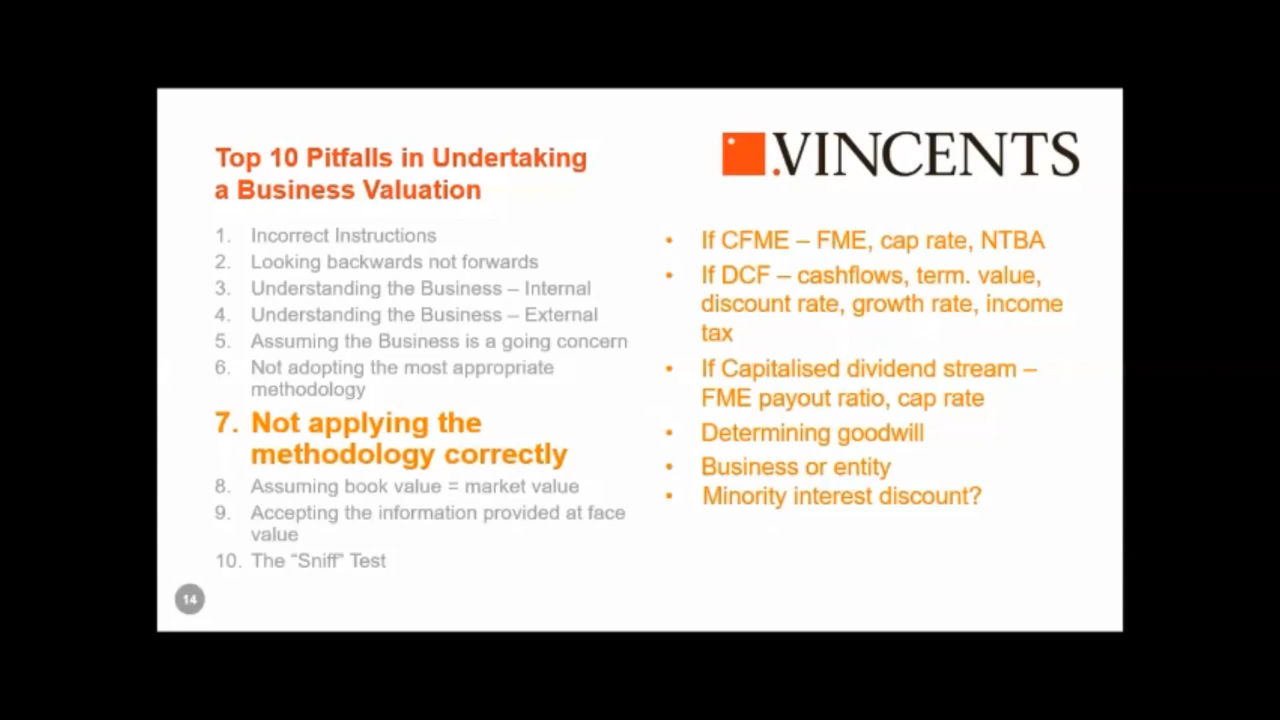 Top 10 Pitfalls in Undertaking
a Business Valuation
1. Incorrect Instructions
2. Looking backwards not forwards
3. Understanding the Business – Internal
4. Understanding the Business – External
5. Assuming the Business is a going concern
6. Not adopting the most appropriate
methodology
7. Not applying the
methodology correctly
8. Assuming book value = market value
9. Accepting the information provided at face
value
10. The “Sniff” Test
14
.VINCENTS
• If CFME – FME, cap rate, NTBA
• If DCF – cashflows, term. value,
discount rate, growth rate, income
tax
• If Capitalised dividend stream –
FME payout ratio, cap rate
• Determining goodwill
• Business or entity
• Minority interest discount?